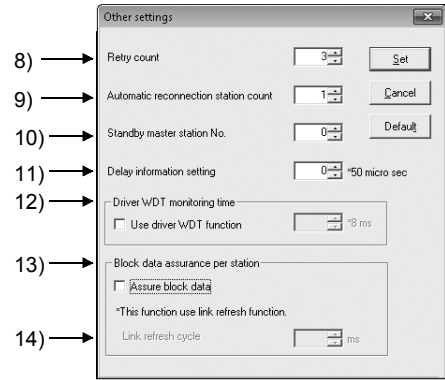 Other settings
8) Retry count 3 Set
9) Automatic reconnection station count 1 Cancel
10) Standby master station No. 0 Default
11) Delay information setting 0 *50 micro sec
12) Driver WDT monitoring time
Use driver WDT function *8 ms
13) Block data assurance per station
Assure block data
*This function use link refresh function.
14) Link refresh cycle ms